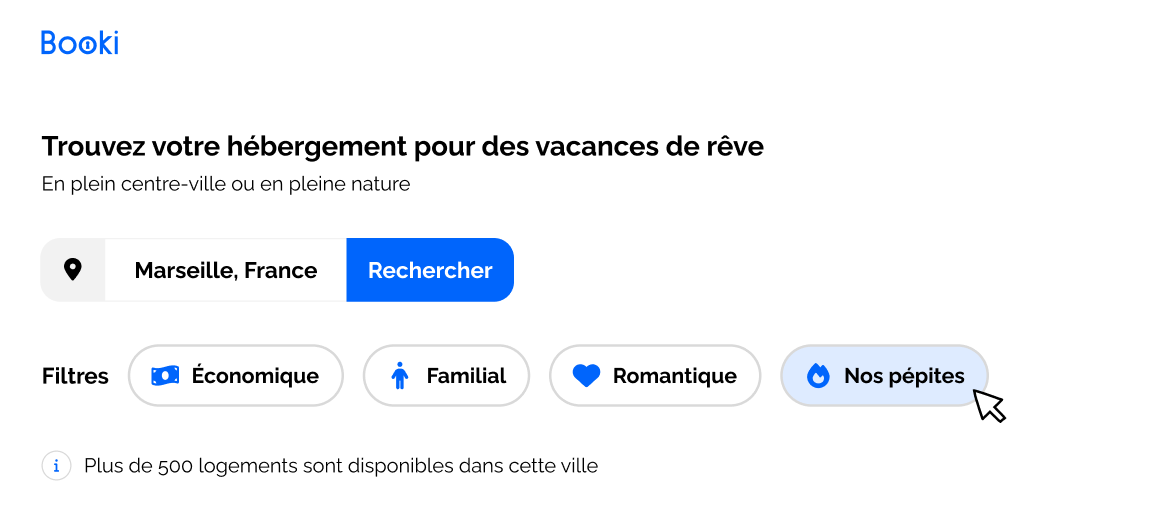 Booki
Trouvez votre hébergement pour des vacances de rêve
En plein centre-ville ou en pleine nature
Marseille, France Rechercher
Filtres Économique Familial Romantique Nos pépites
i Plus de 500 logements sont disponibles dans cette ville